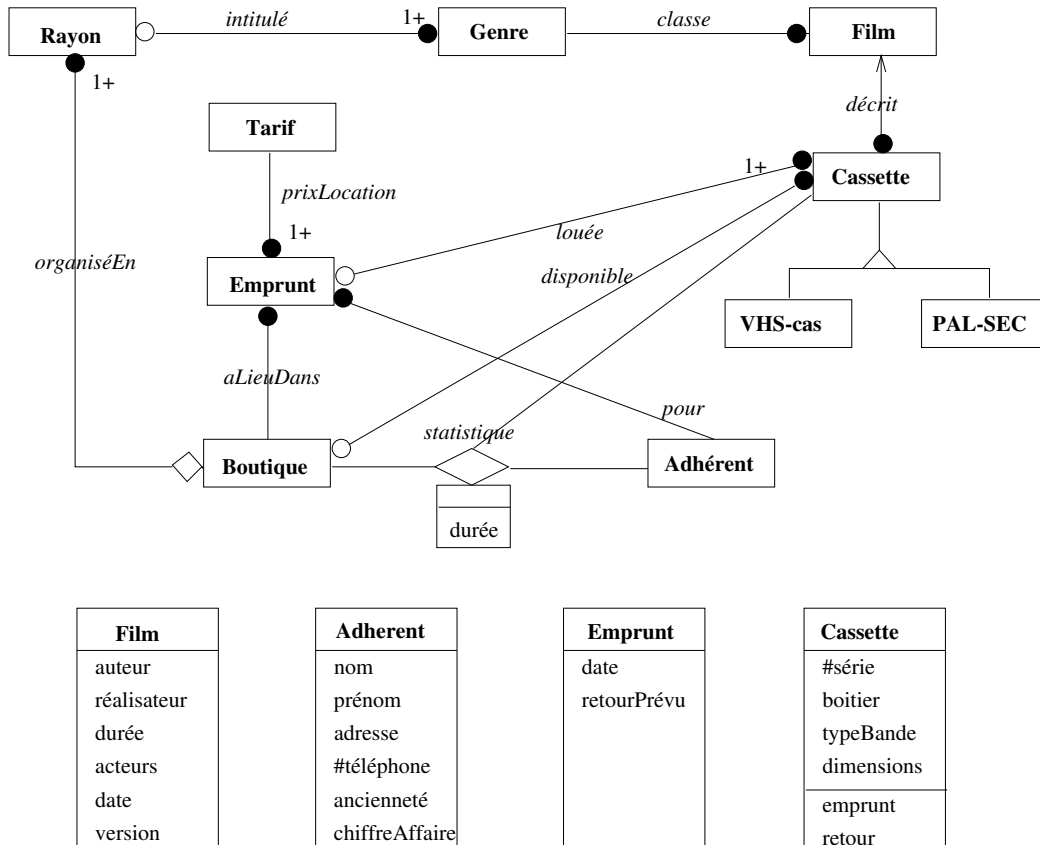 intitulé
1+
classe
Rayon
Genre
Film
1+
décrit
Tarif
1+
Cassette
prixLocation
1+
louée
organiséEn
disponible
Emprunt
VHS-cas
PAL-SEC
aLieuDans
pour
statistique
Boutique
Adhérent
durée
Film
auteur
réalisateur
durée
acteurs
date
version
Adherent
nom
prénom
adresse
#téléphone
ancienneté
chiffreAffaire
Emprunt
date
retourPrévu
Cassette
#série
boitier
typeBande
dimensions
emprunt
retour